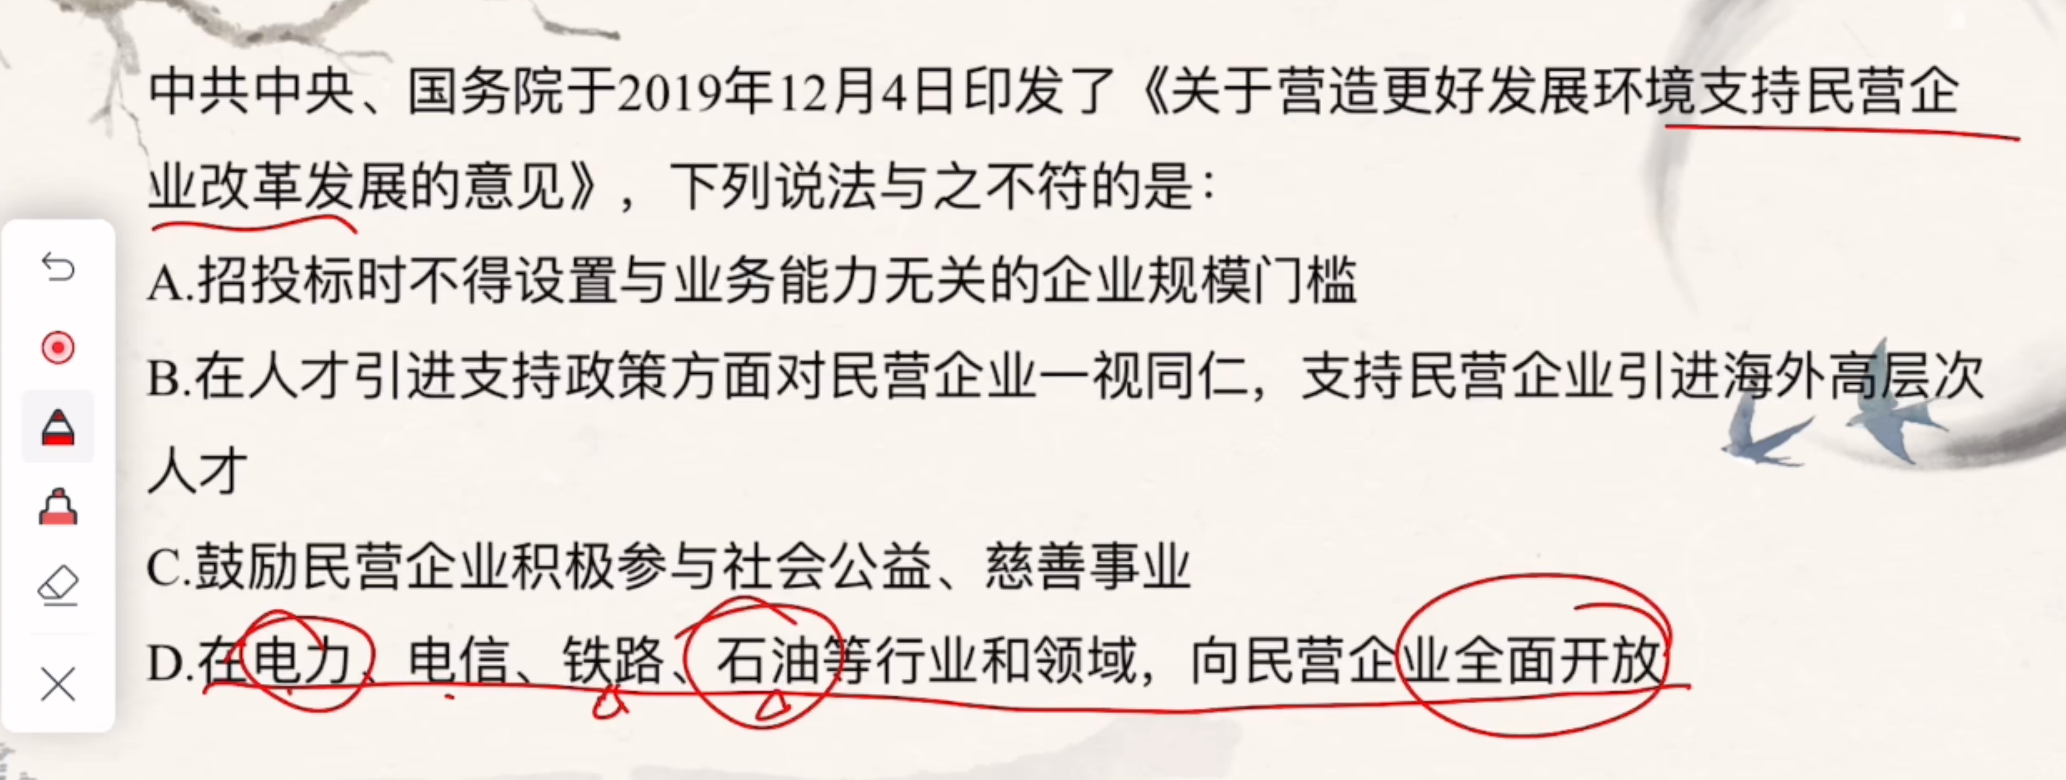 中共中央、国务院于2019年12月4日印发了《关于营造更好发展环境支持民营企
业改革发展的意见》，下列说法与之不符的是：
A.招投标时不得设置与业务能力无关的企业规模门槛
B.在人才引进支持政策方面对民营企业一视同仁，支持民营企业引进海外高层次
人才
C.鼓励民营企业积极参与社会公益、慈善事业
D.在电力、电信、铁路、石油等行业和领域，向民营企业全面开放